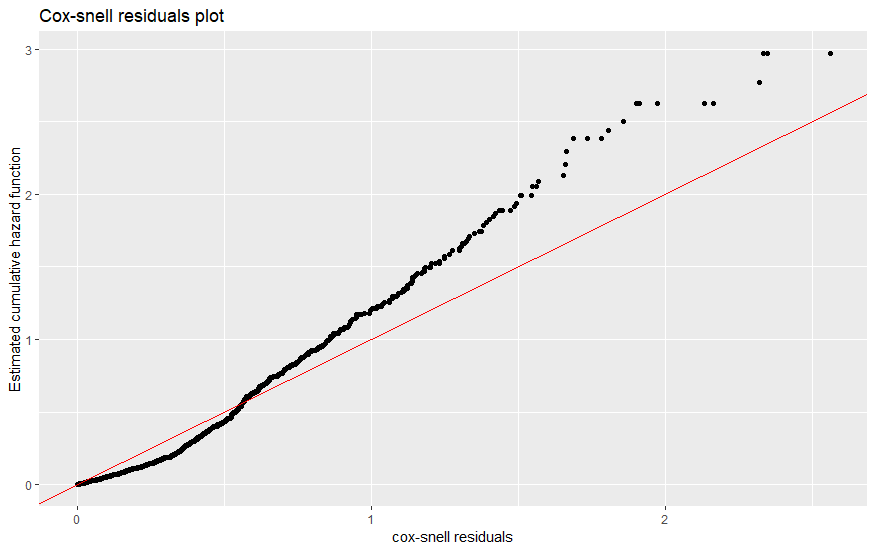 Cox-snell residuals plot
Estimated cumulative hazard function
3
2
1
0
0
1
2
cox-snell residuals